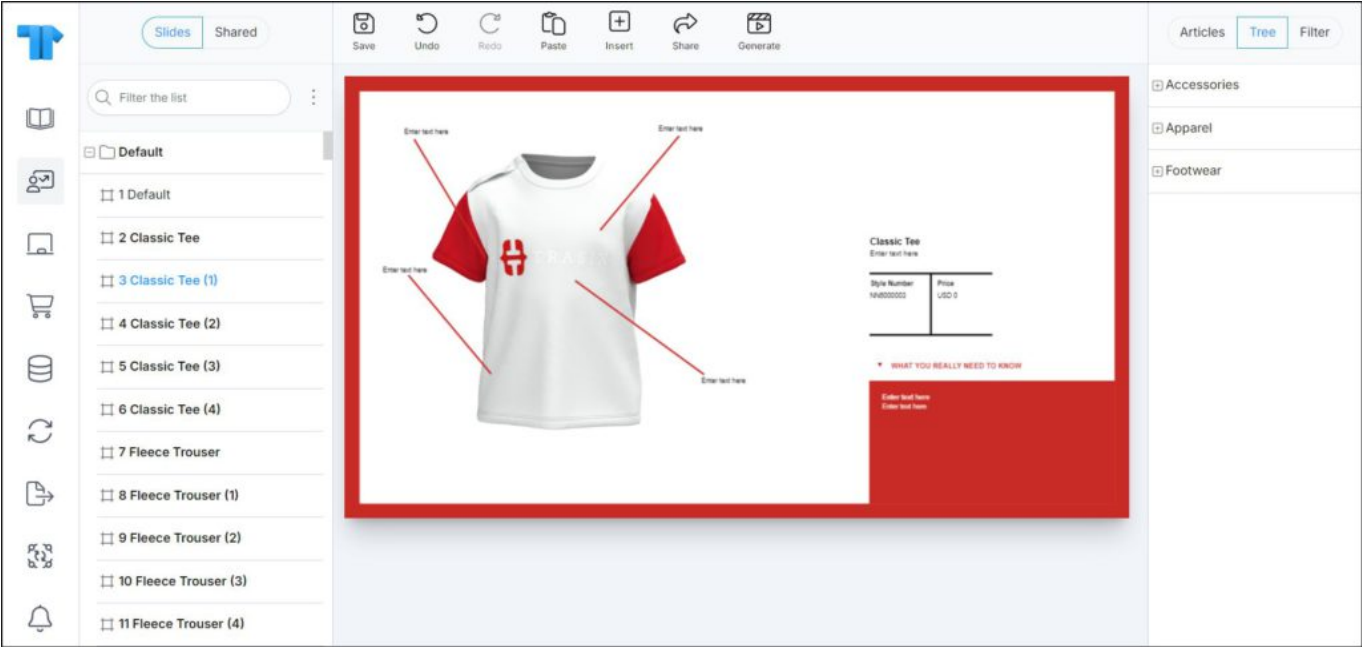 Slides Shared
Filter the list
Default
1 Default
2 Classic Tee
3 Classic Tee (1)
4 Classic Tee (2)
5 Classic Tee (3)
6 Classic Tee (4)
7 Fleece Trouser
8 Fleece Trouser (1)
9 Fleece Trouser (2)
10 Fleece Trouser (3)
11 Fleece Trouser (4)
Save Undo Redo Paste Insert Share Generate
Enter text here
Enter text here
Enter text here
Enter text here
Classic Tee
Enter text here
Style Number Price
USD 0
WHAT YOU REALLY NEED TO KNOW
Enter text here
Enter text here
Articles Tree Filter
Accessories
Apparel
Footwear